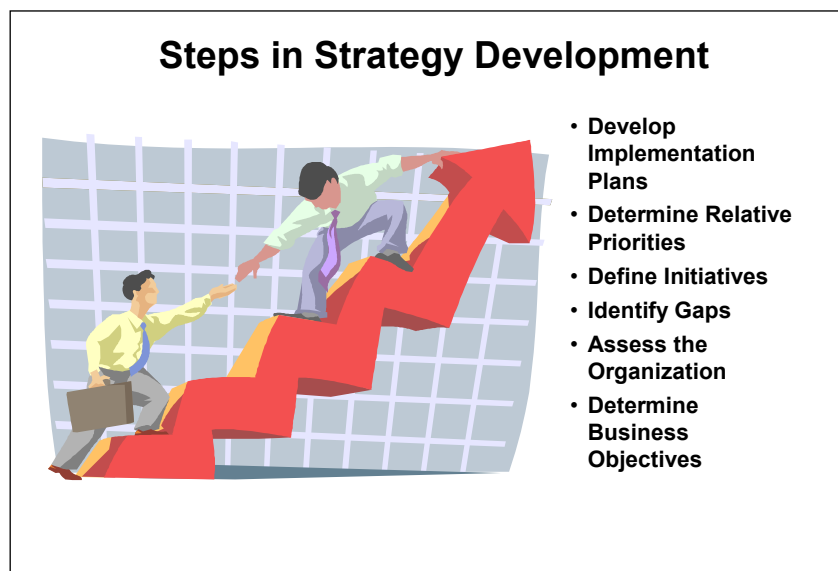 Steps in Strategy Development
• Develop
Implementation
Plans
• Determine Relative
Priorities
• Define Initiatives
• Identify Gaps
• Assess the
Organization
• Determine
Business
Objectives